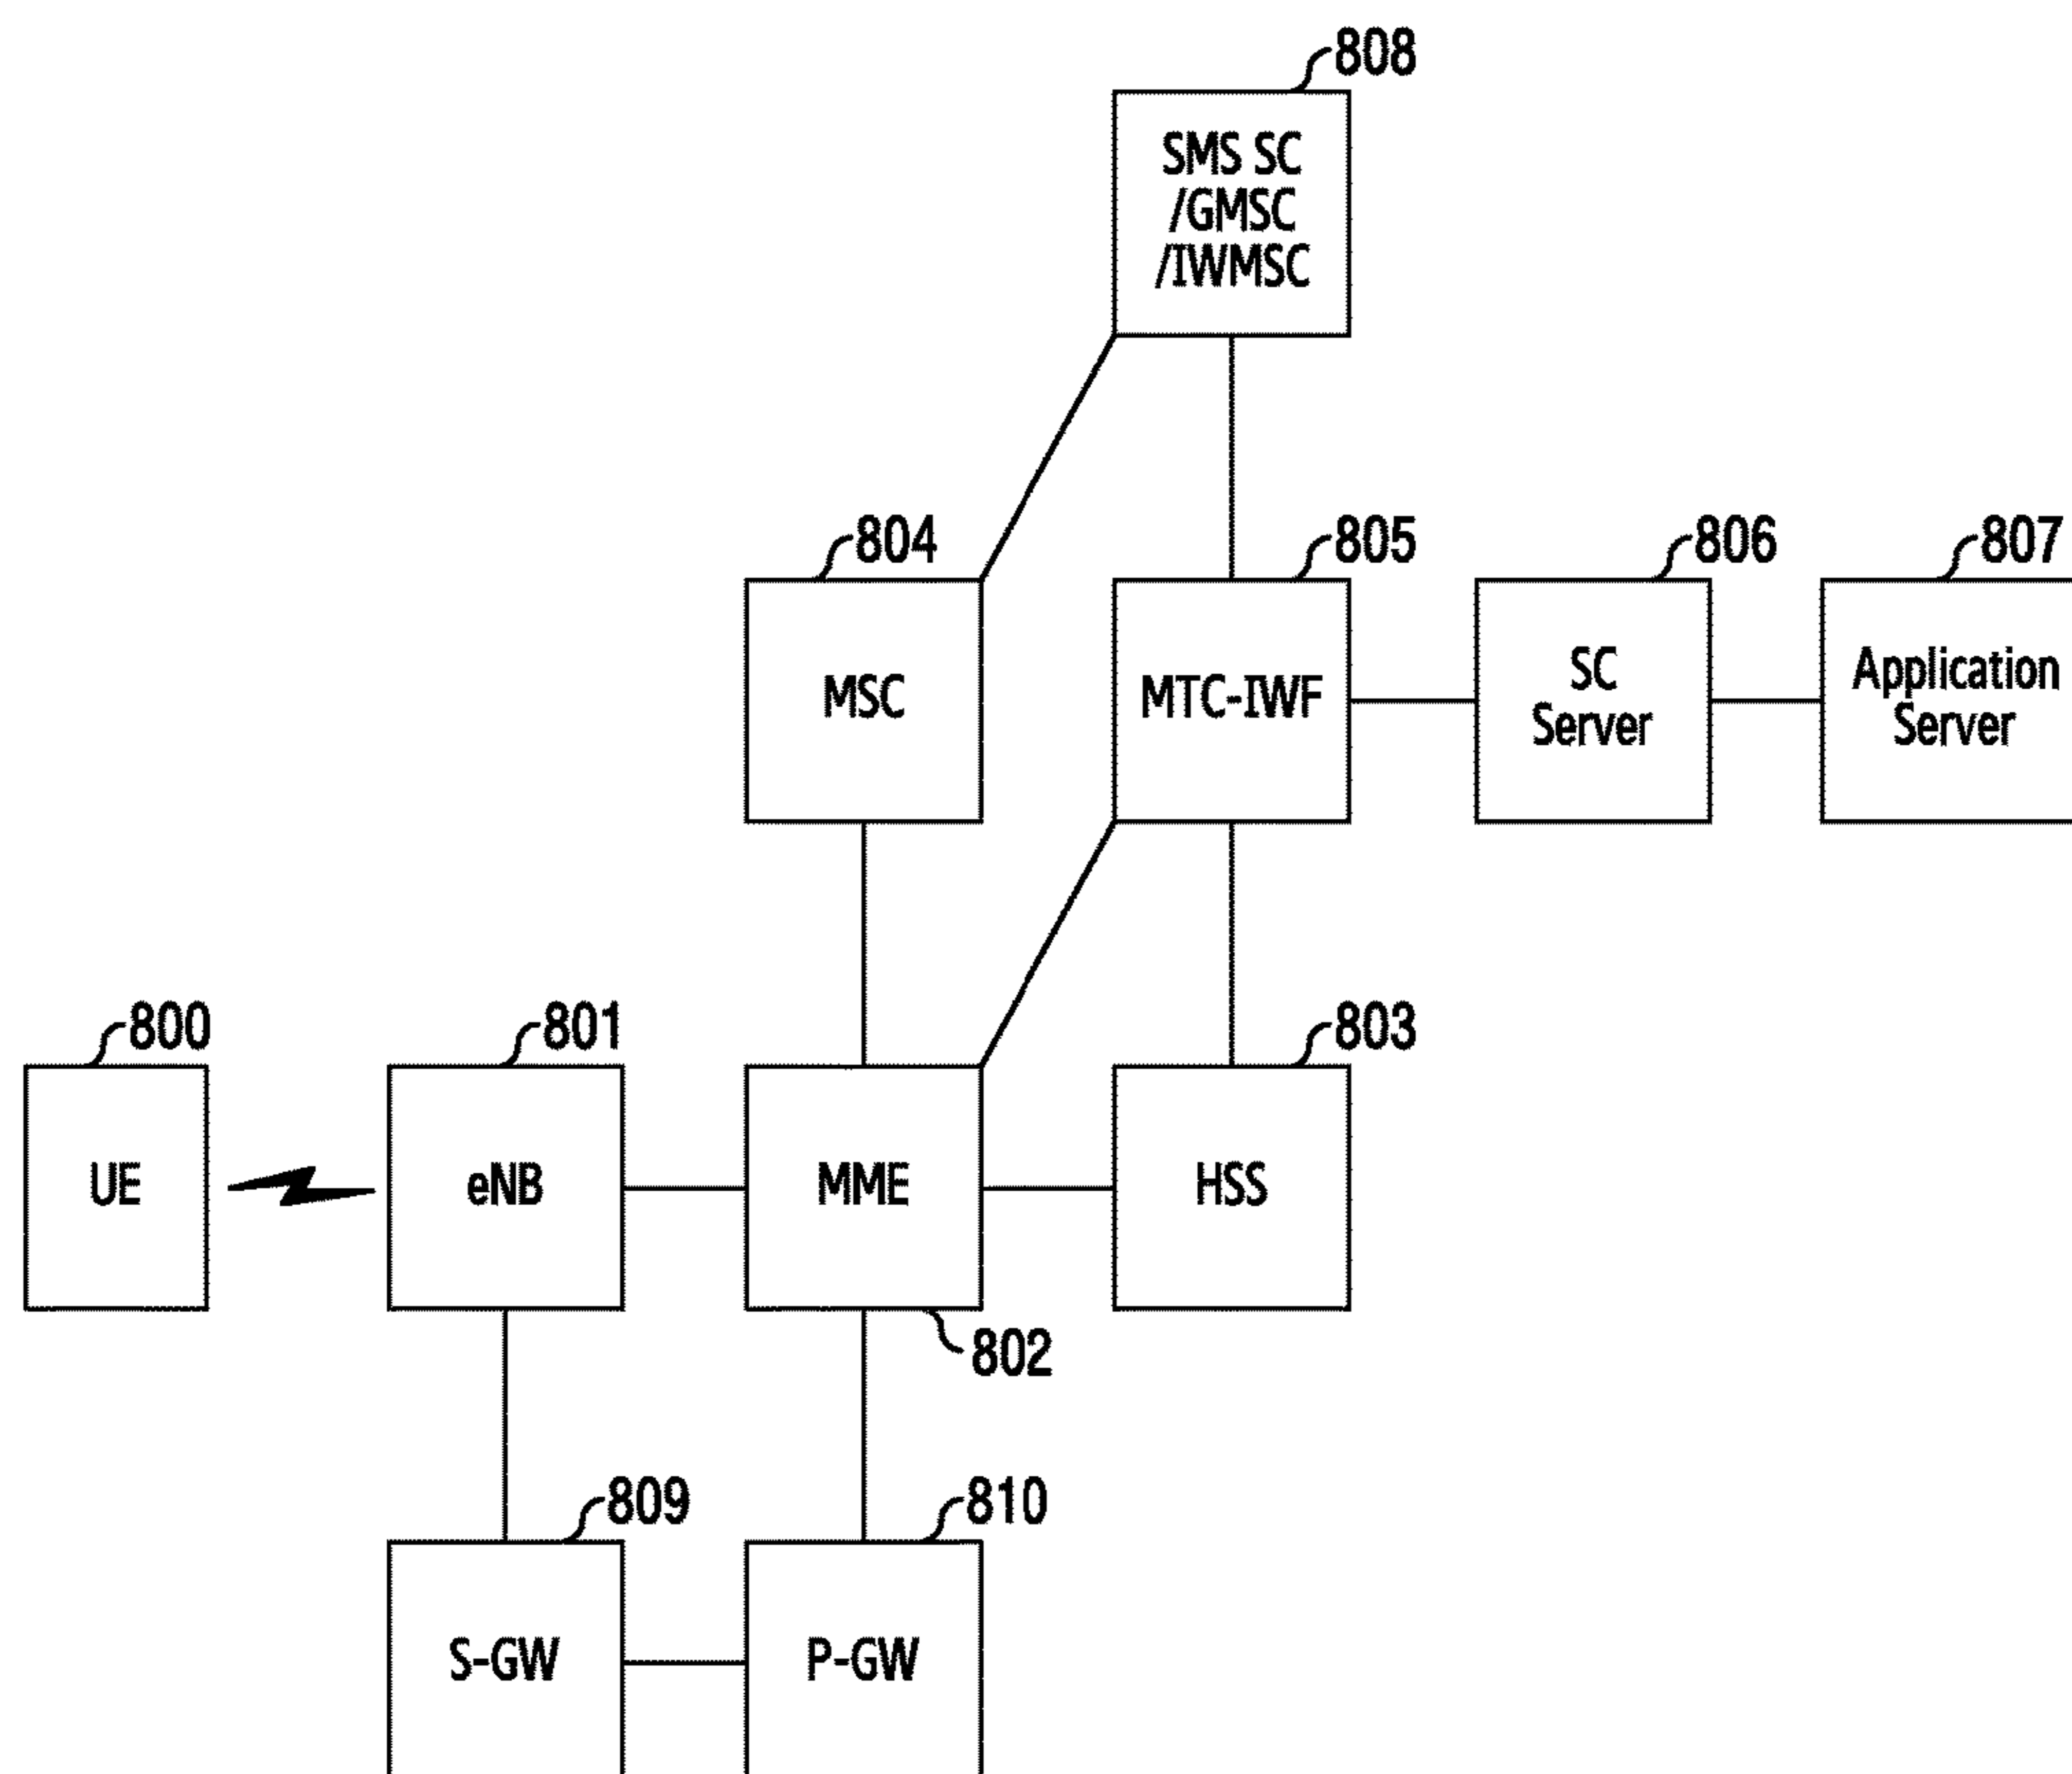 808
SMS SC
/GMSC
/IWMSC
804
805
806
807
MSC
MTC-IWF
SC
Server
Application
Server
800
801
803
UE
eNB
MME
HSS
802
809
810
S-GW
P-GW